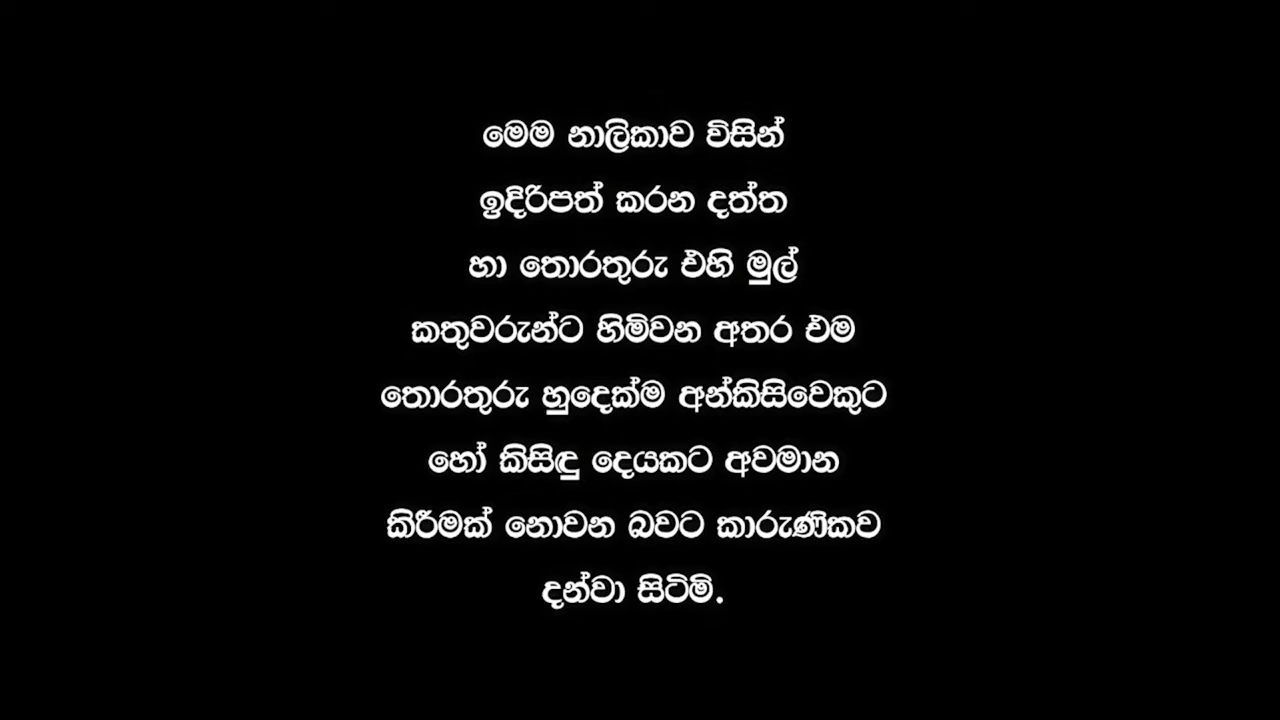 මෙම නාලිකාව විසින්
ඉදිරිපත් කරන දත්ත
හා තොරතුරු එහි මුල්
කතුවරුන්ට හිමිවන අතර එම
තොරතුරු හුදෙක්ම අන්කිසිවෙකුට
හෝ කිසිඳු දෙයකට අවමාන
කිරීමක් නොවන බවට කාරුණිකව
දන්වා සිටිමි.